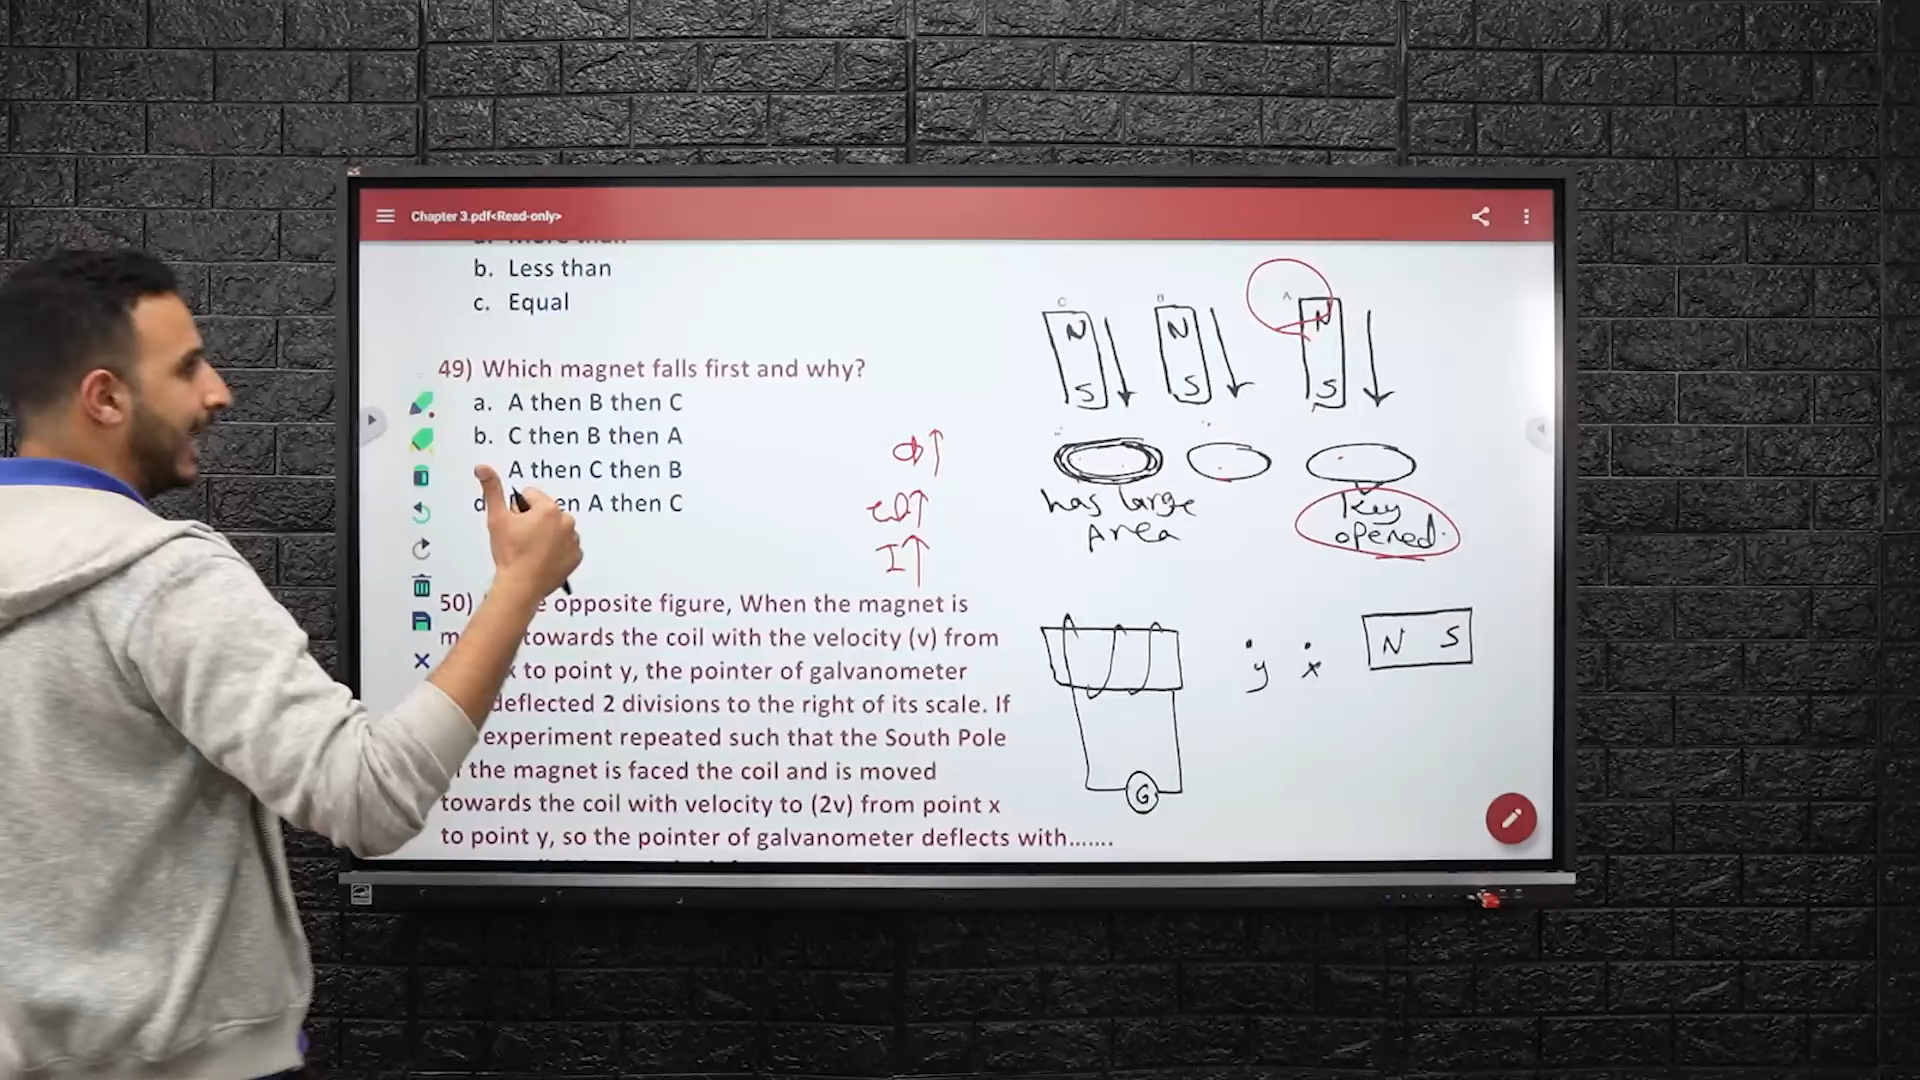 Chapter 3.pdf<Read-only>
b. Less than
c. Equal
49) Which magnet falls first and why?
a. A then B then C
b. C then B then A
A then C then B
d. en A then C
50) opposite figure, When the magnet is
towards the coil with the velocity (v) from
x to point y, the pointer of galvanometer
deflected 2 divisions to the right of its scale. If
experiment repeated such that the South Pole
the magnet is faced the coil and is moved
towards the coil with velocity to (2v) from point x
to point y, so the pointer of galvanometer deflects with.......
C B A
N N N
S S S
has large
Area
Key
opened.
I
y x N S
G